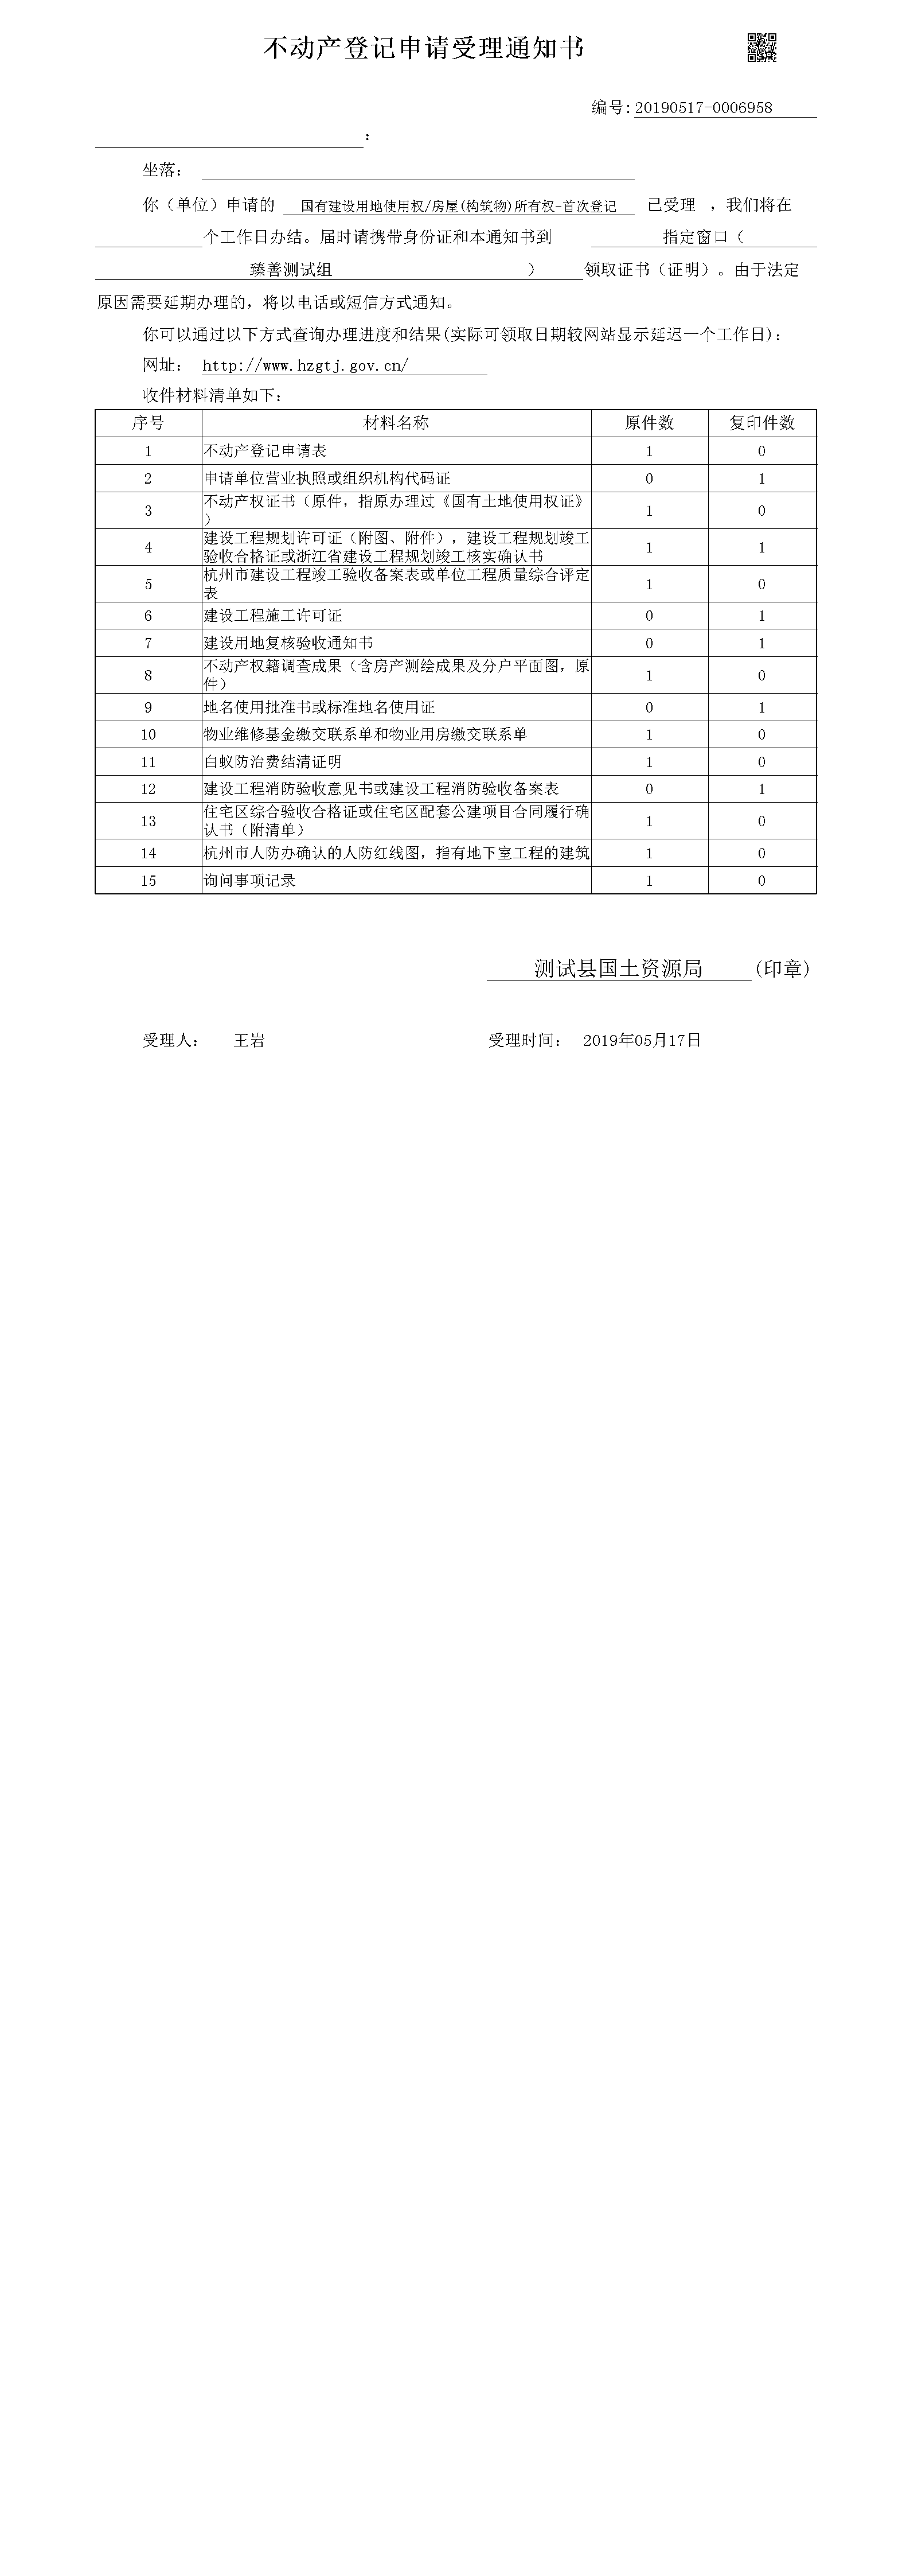 不动产登记申请受理通知书
编号: 20190517-0006958
：
坐落：
你（单位）申请的 国有建设用地使用权/房屋(构筑物)所有权-首次登记 已受理 ，我们将在
个工作日办结。届时请携带身份证和本通知书到 指定窗口（
臻善测试组 ） 领取证书（证明）。由于法定
原因需要延期办理的，将以电话或短信方式通知。
你可以通过以下方式查询办理进度和结果(实际可领取日期较网站显示延迟一个工作日)：
网址： http://www.hzgtj.gov.cn/
收件材料清单如下：
序号 材料名称 原件数 复印件数
1 不动产登记申请表 1 0
2 申请单位营业执照或组织机构代码证 0 1
3 不动产权证书（原件，指原办理过《国有土地使用权证》 1 0
）
4 建设工程规划许可证（附图、附件），建设工程规划竣工 1 1
验收合格证或浙江省建设工程规划竣工核实确认书
5 杭州市建设工程竣工验收备案表或单位工程质量综合评定 1 0
表
6 建设工程施工许可证 0 1
7 建设用地复核验收通知书 0 1
8 不动产权籍调查成果（含房产测绘成果及分户平面图，原 1 0
件）
9 地名使用批准书或标准地名使用证 0 1
10 物业维修基金缴交联系单和物业用房缴交联系单 1 0
11 白蚁防治费结清证明 1 0
12 建设工程消防验收意见书或建设工程消防验收备案表 0 1
13 住宅区综合验收合格证或住宅区配套公建项目合同履行确 1 0
认书（附清单）
14 杭州市人防办确认的人防红线图，指有地下室工程的建筑 1 0
15 询问事项记录 1 0
测试县国土资源局 (印章)
受理人： 王岩 受理时间： 2019年05月17日